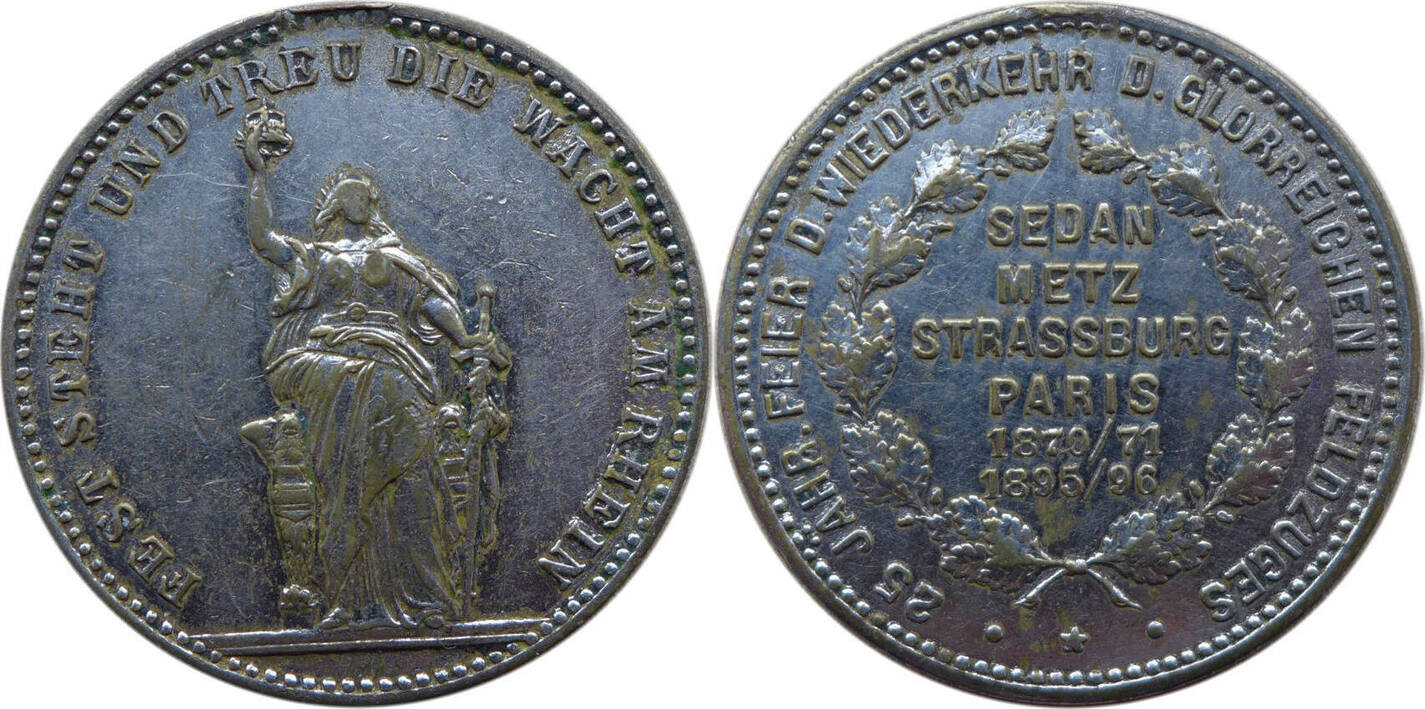 FEST STEHT UND TREU DIE WACHT AM RHEIN
25 JÄHR. FEIER D. WIEDERKEHR D. GLORREICHEN FELDZUGES
SEDAN
METZ
STRASSBURG
PARIS
1870/71
1895/96